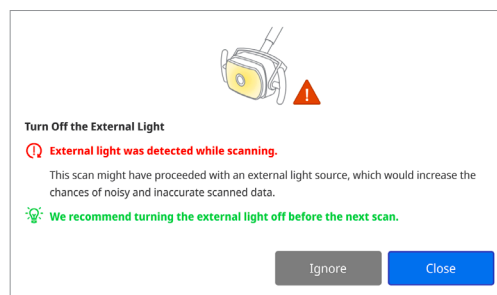 Turn Off the External Light
External light was detected while scanning.
This scan might have proceeded with an external light source, which would increase the
chances of noisy and inaccurate scanned data.
We recommend turning the external light off before the next scan.
Ignore
Close